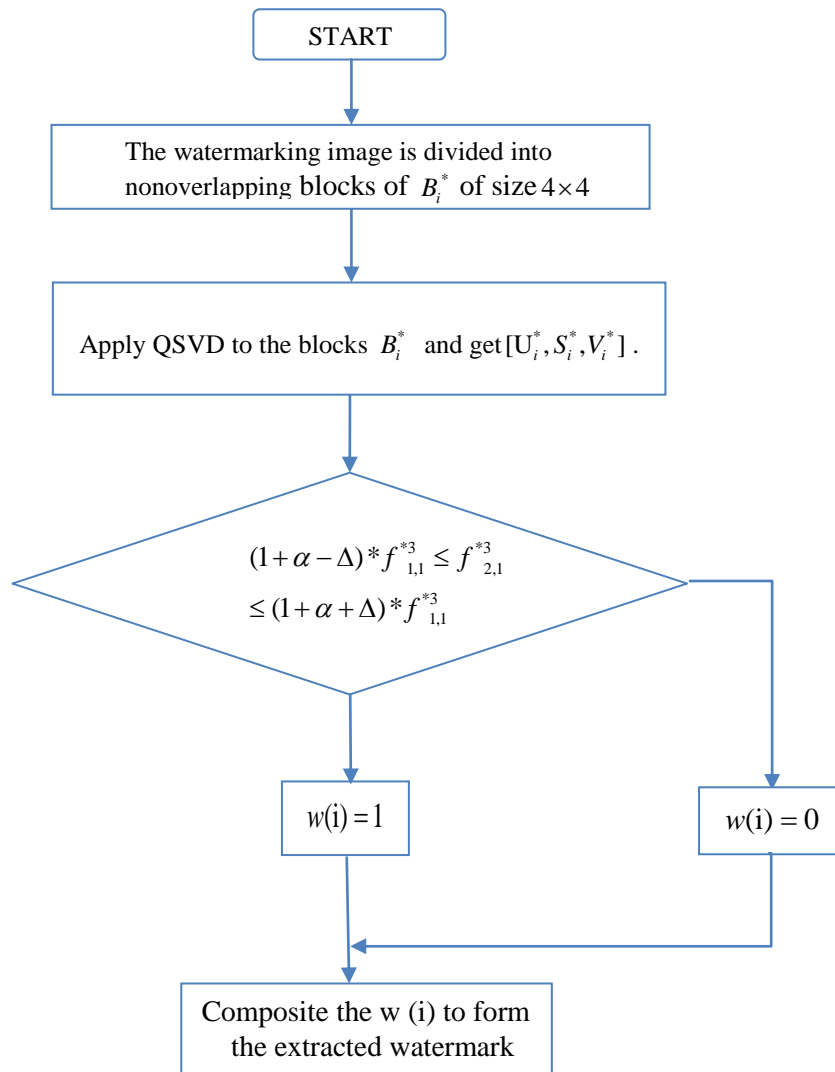 START
The watermarking image is divided into
nonoverlapping blocks of B_i^* of size 4×4
Apply QSVD to the blocks B_i^* and get [U_i^*, S_i^*, V_i^*] .
(1+α−Δ)*f^{*3}_{1,1} ≤ f^{*3}_{2,1}
≤ (1+α+Δ)*f^{*3}_{1,1}
w(i) = 1
w(i) = 0
Composite the w (i) to form
the extracted watermark